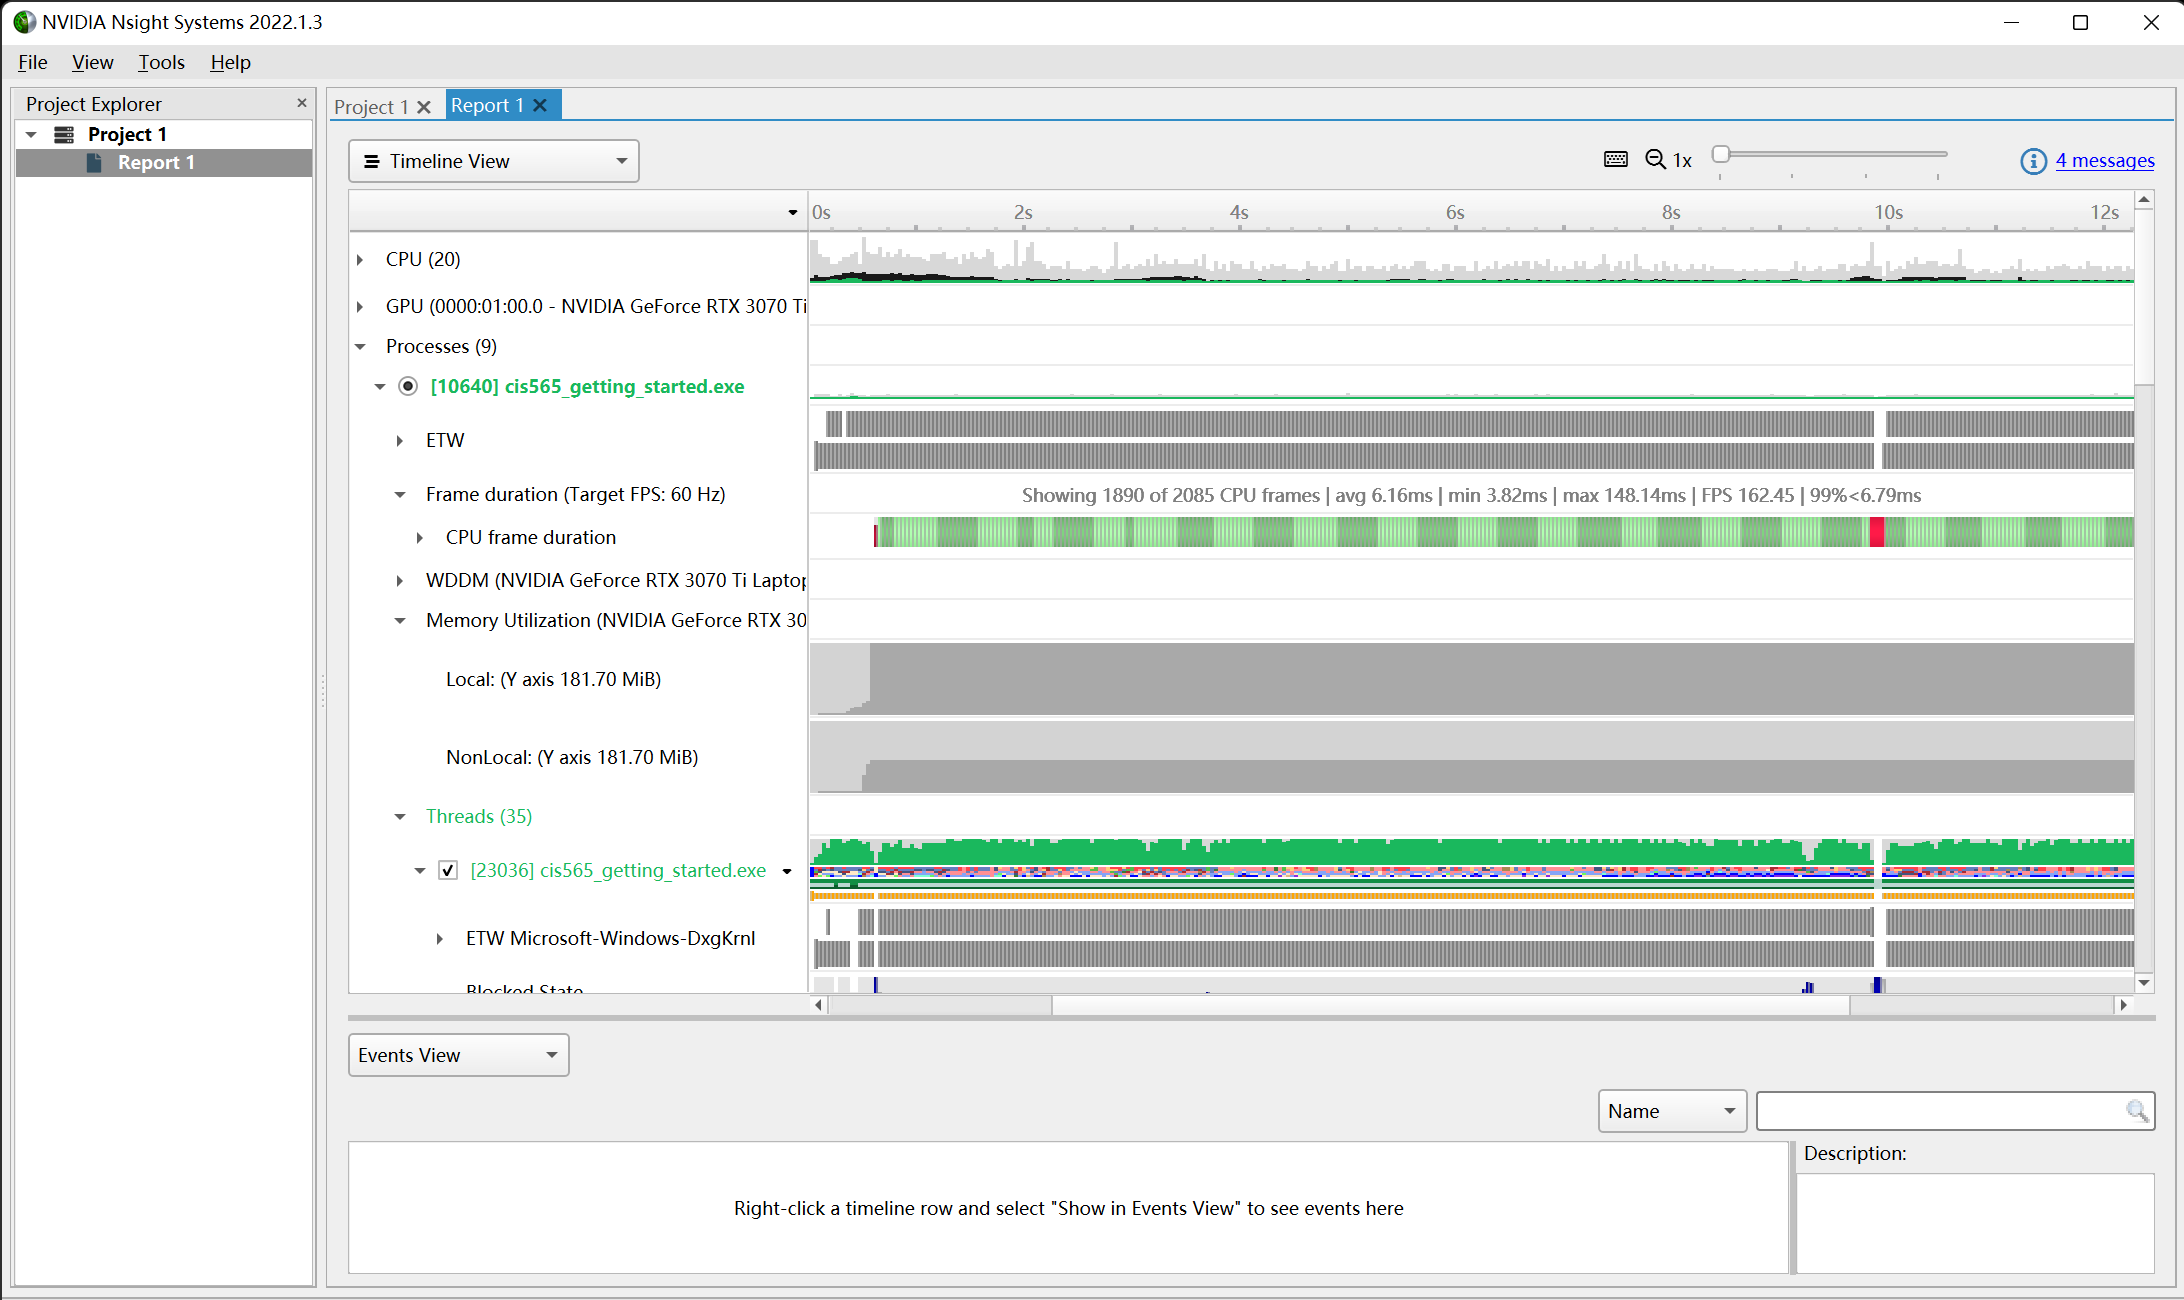 NVIDIA Nsight Systems 2022.1.3
File View Tools Help
Project Explorer
Project 1
Report 1
Project 1
Report 1
Timeline View
1x
4 messages
0s 2s 4s 6s 8s 10s 12s
CPU (20)
GPU (0000:01:00.0 - NVIDIA GeForce RTX 3070 Ti
Processes (9)
[10640] cis565_getting_started.exe
ETW
Frame duration (Target FPS: 60 Hz)
Showing 1890 of 2085 CPU frames | avg 6.16ms | min 3.82ms | max 148.14ms | FPS 162.45 | 99%<6.79ms
CPU frame duration
WDDM (NVIDIA GeForce RTX 3070 Ti Laptop
Memory Utilization (NVIDIA GeForce RTX 30
Local: (Y axis 181.70 MiB)
NonLocal: (Y axis 181.70 MiB)
Threads (35)
[23036] cis565_getting_started.exe
ETW Microsoft-Windows-DxgKrnl
Blocked State
Events View
Name
Description:
Right-click a timeline row and select "Show in Events View" to see events here